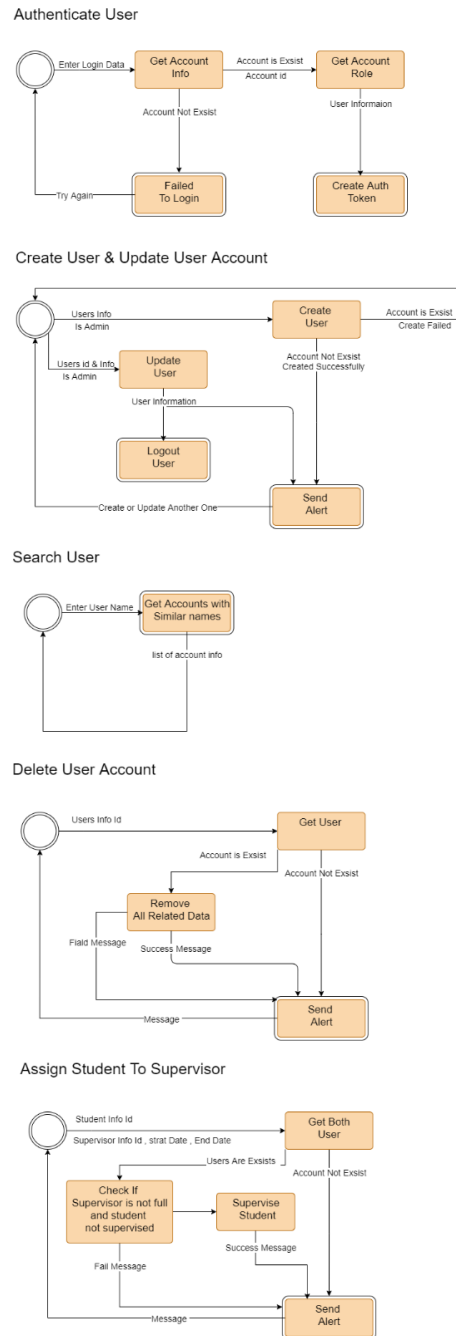 Authenticate User
Enter Login Data
Get Account
Info
Account is Exsist
Account id
Get Account
Role
Account Not Exsist
User Informaion
Try Again
Failed
To Login
Create Auth
Token
Create User & Update User Account
Users Info
Is Admin
Create
User
Account is Exsist
Create Failed
Users id & Info
Is Admin
Update
User
Account Not Exsist
Created Successfully
User Information
Logout
User
Send
Alert
Create or Update Another One
Search User
Enter User Name
Get Accounts with
Similar names
list of account info
Delete User Account
Users Info Id
Get User
Account is Exsist
Account Not Exsist
Remove
All Related Data
Faild Message
Success Message
Send
Alert
Message
Assign Student To Supervisor
Student Info Id
Supervisor Info Id , strat Date , End Date
Get Both
User
Users Are Exsists
Account Not Exsist
Check If
Supervisor is not full
and student
not supervised
Supervise
Student
Success Message
Fail Message
Send
Alert
Message